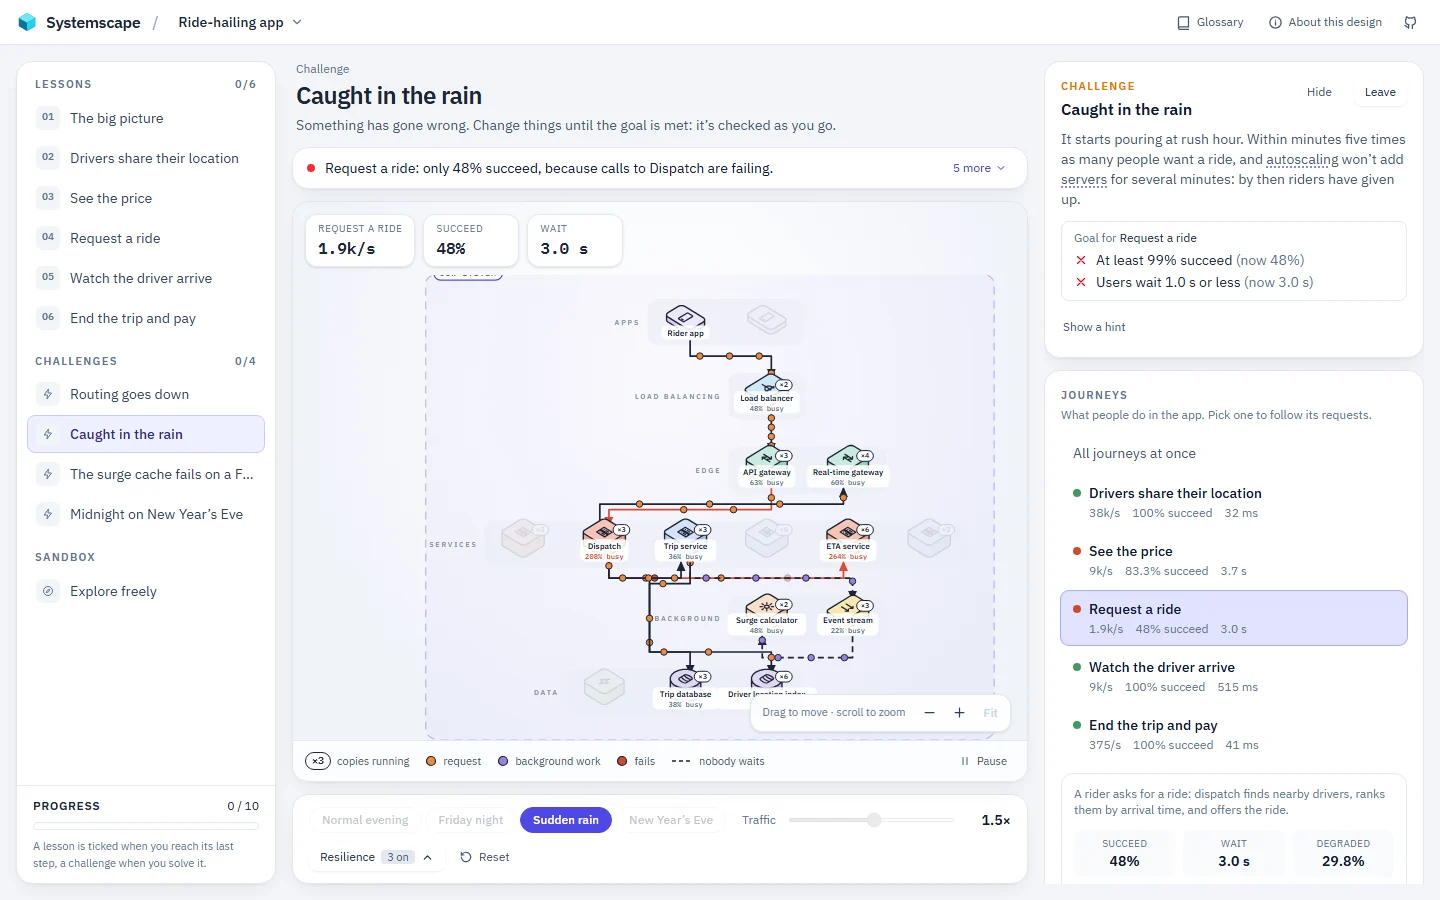 Systemscape / Ride-hailing app
Glossary
About this design
LESSONS 0/6
01 The big picture
02 Drivers share their location
03 See the price
04 Request a ride
05 Watch the driver arrive
06 End the trip and pay
CHALLENGES 0/4
Routing goes down
Caught in the rain
The surge cache fails on a F…
Midnight on New Year's Eve
SANDBOX
Explore freely
PROGRESS 0 / 10
A lesson is ticked when you reach its last
step, a challenge when you solve it.
Challenge
Caught in the rain
Something has gone wrong. Change things until the goal is met: it's checked as you go.
Request a ride: only 48% succeed, because calls to Dispatch are failing.
5 more
REQUEST A RIDE
1.9k/s
SUCCEED
48%
WAIT
3.0 s
APPS
Rider app
LOAD BALANCING
×2
Load balancer
48% busy
EDGE
×3
API gateway
63% busy
×4
Real-time gateway
60% busy
SERVICES
×3
Dispatch
208% busy
×3
Trip service
36% busy
×6
ETA service
264% busy
BACKGROUND
×2
Surge calculator
48% busy
×3
Event stream
22% busy
DATA
×3
Trip database
38% busy
×6
Driver location index
Drag to move · scroll to zoom
Fit
×3 copies running
request
background work
fails
nobody waits
Pause
Normal evening
Friday night
Sudden rain
New Year's Eve
Traffic
1.5×
Resilience 3 on
Reset
CHALLENGE
Caught in the rain
Hide
Leave
It starts pouring at rush hour. Within minutes five times
as many people want a ride, and autoscaling won't add
servers for several minutes: by then riders have given
up.
Goal for Request a ride
At least 99% succeed (now 48%)
Users wait 1.0 s or less (now 3.0 s)
Show a hint
JOURNEYS
What people do in the app. Pick one to follow its requests.
All journeys at once
Drivers share their location
38k/s 100% succeed 32 ms
See the price
9k/s 83.3% succeed 3.7 s
Request a ride
1.9k/s 48% succeed 3.0 s
Watch the driver arrive
9k/s 100% succeed 515 ms
End the trip and pay
375/s 100% succeed 41 ms
A rider asks for a ride: dispatch finds nearby drivers, ranks
them by arrival time, and offers the ride.
SUCCEED
48%
WAIT
3.0 s
DEGRADED
29.8%